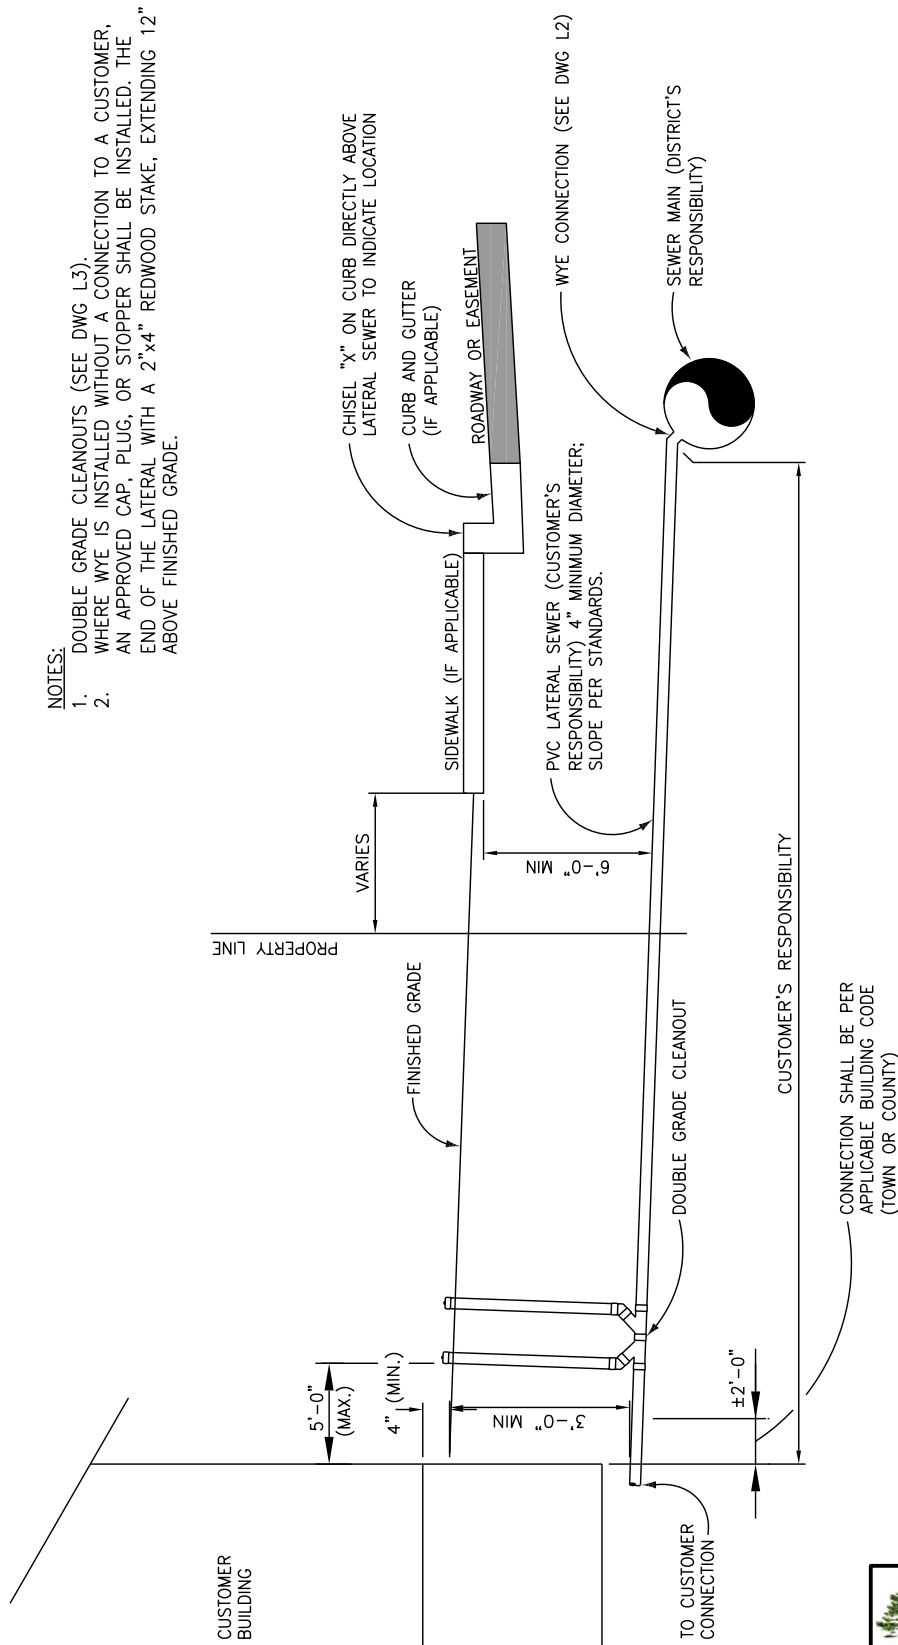 NOTES:
1. DOUBLE GRADE CLEANOUTS (SEE DWG L3).
2. WHERE WYE IS INSTALLED WITHOUT A CONNECTION TO A CUSTOMER,
AN APPROVED CAP, PLUG, OR STOPPER SHALL BE INSTALLED. THE
END OF THE LATERAL WITH A 2"x4" REDWOOD STAKE, EXTENDING 12"
ABOVE FINISHED GRADE.
CHISEL "X" ON CURB DIRECTLY ABOVE
LATERAL SEWER TO INDICATE LOCATION
CURB AND GUTTER
(IF APPLICABLE)
ROADWAY OR EASEMENT
SIDEWALK (IF APPLICABLE)
VARIES
PROPERTY LINE
FINISHED GRADE
5'-0"
(MAX.)
4" (MIN.)
3'-0" MIN
CUSTOMER
BUILDING
6'-0" MIN
PVC LATERAL SEWER (CUSTOMER'S
RESPONSIBILITY) 4" MINIMUM DIAMETER;
SLOPE PER STANDARDS.
WYE CONNECTION (SEE DWG L2)
SEWER MAIN (DISTRICT'S
RESPONSIBILITY)
DOUBLE GRADE CLEANOUT
TO CUSTOMER
CONNECTION
±2'-0"
CUSTOMER'S RESPONSIBILITY
CONNECTION SHALL BE PER
APPLICABLE BUILDING CODE
(TOWN OR COUNTY)